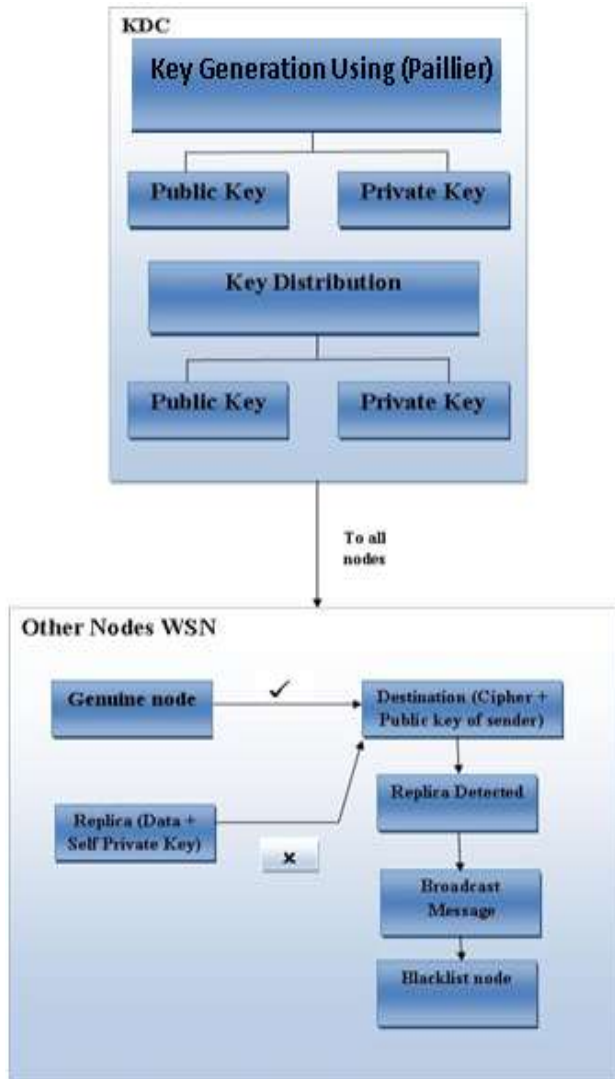 KDC
Key Generation Using (Paillier)
Public Key
Private Key
Key Distribution
Public Key
Private Key
To all
nodes
Other Nodes WSN
Genuine node
Destination (Cipher +
Public key of sender)
Replica Detected
Replica (Data +
Self Private Key)
Broadcast
Message
Blacklist node